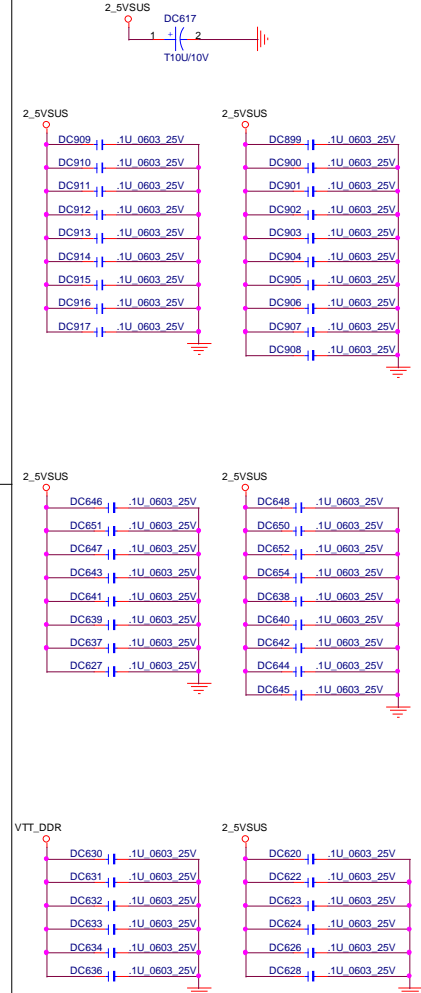 2_5VSUS
DC617
1 + 2
T10U/10V
2_5VSUS
DC909 .1U_0603_25V
DC910 .1U_0603_25V
DC911 .1U_0603_25V
DC912 .1U_0603_25V
DC913 .1U_0603_25V
DC914 .1U_0603_25V
DC915 .1U_0603_25V
DC916 .1U_0603_25V
DC917 .1U_0603_25V
2_5VSUS
DC899 .1U_0603_25V
DC900 .1U_0603_25V
DC901 .1U_0603_25V
DC902 .1U_0603_25V
DC903 .1U_0603_25V
DC904 .1U_0603_25V
DC905 .1U_0603_25V
DC906 .1U_0603_25V
DC907 .1U_0603_25V
DC908 .1U_0603_25V
2_5VSUS
DC646 .1U_0603_25V
DC651 .1U_0603_25V
DC647 .1U_0603_25V
DC643 .1U_0603_25V
DC641 .1U_0603_25V
DC639 .1U_0603_25V
DC637 .1U_0603_25V
DC627 .1U_0603_25V
2_5VSUS
DC648 .1U_0603_25V
DC650 .1U_0603_25V
DC652 .1U_0603_25V
DC654 .1U_0603_25V
DC638 .1U_0603_25V
DC640 .1U_0603_25V
DC642 .1U_0603_25V
DC644 .1U_0603_25V
DC645 .1U_0603_25V
VTT_DDR
DC630 .1U_0603_25V
DC631 .1U_0603_25V
DC632 .1U_0603_25V
DC633 .1U_0603_25V
DC634 .1U_0603_25V
DC636 .1U_0603_25V
2_5VSUS
DC620 .1U_0603_25V
DC622 .1U_0603_25V
DC623 .1U_0603_25V
DC624 .1U_0603_25V
DC626 .1U_0603_25V
DC628 .1U_0603_25V